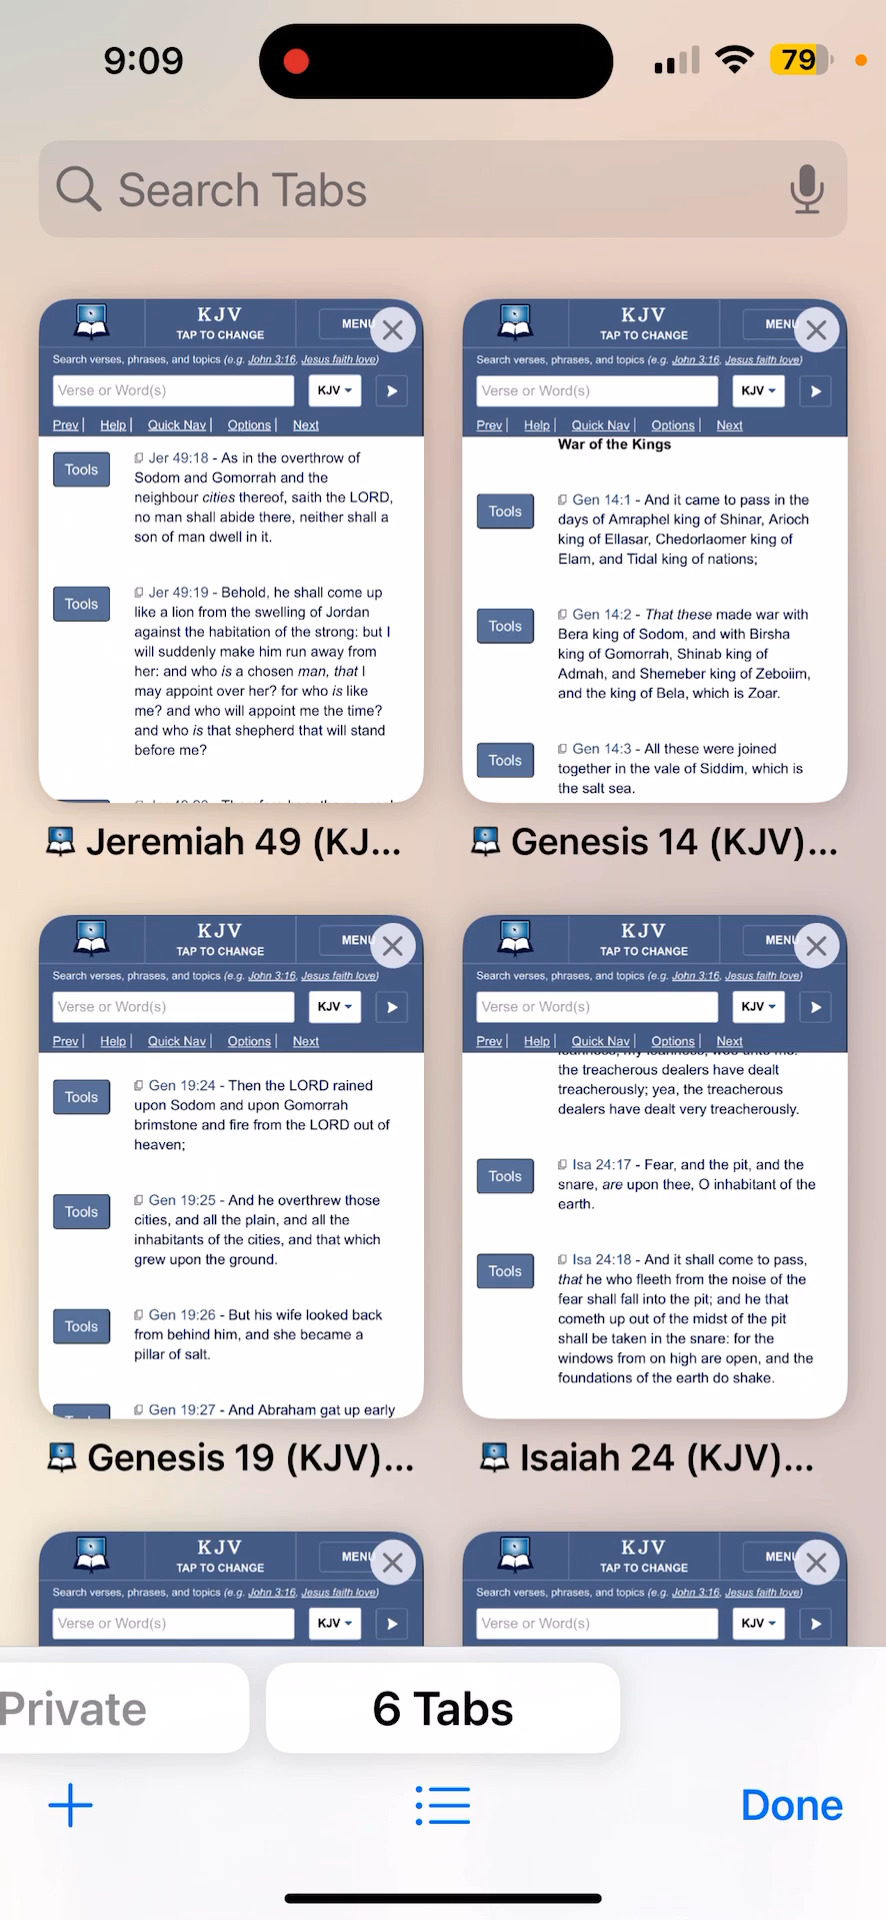 9:09
79
Search Tabs
KJV
TAP TO CHANGE
MENU
Search verses, phrases, and topics (e.g. John 3:16, Jesus faith love)
Verse or Word(s)
KJV
Prev | Help | Quick Nav | Options | Next
Tools
Jer 49:18 - As in the overthrow of
Sodom and Gomorrah and the
neighbour cities thereof, saith the LORD,
no man shall abide there, neither shall a
son of man dwell in it.
Tools
Jer 49:19 - Behold, he shall come up
like a lion from the swelling of Jordan
against the habitation of the strong: but I
will suddenly make him run away from
her: and who is a chosen man, that I
may appoint over her? for who is like
me? and who will appoint me the time?
and who is that shepherd that will stand
before me?
Jeremiah 49 (KJ...
KJV
TAP TO CHANGE
MENU
Search verses, phrases, and topics (e.g. John 3:16, Jesus faith love)
Verse or Word(s)
KJV
Prev | Help | Quick Nav | Options | Next
War of the Kings
Tools
Gen 14:1 - And it came to pass in the
days of Amraphel king of Shinar, Arioch
king of Ellasar, Chedorlaomer king of
Elam, and Tidal king of nations;
Tools
Gen 14:2 - That these made war with
Bera king of Sodom, and with Birsha
king of Gomorrah, Shinab king of
Admah, and Shemeber king of Zeboiim,
and the king of Bela, which is Zoar.
Tools
Gen 14:3 - All these were joined
together in the vale of Siddim, which is
the salt sea.
Genesis 14 (KJV)...
KJV
TAP TO CHANGE
MENU
Search verses, phrases, and topics (e.g. John 3:16, Jesus faith love)
Verse or Word(s)
KJV
Prev | Help | Quick Nav | Options | Next
Tools
Gen 19:24 - Then the LORD rained
upon Sodom and upon Gomorrah
brimstone and fire from the LORD out of
heaven;
Tools
Gen 19:25 - And he overthrew those
cities, and all the plain, and all the
inhabitants of the cities, and that which
grew upon the ground.
Tools
Gen 19:26 - But his wife looked back
from behind him, and she became a
pillar of salt.
Gen 19:27 - And Abraham gat up early
Genesis 19 (KJV)...
KJV
TAP TO CHANGE
MENU
Search verses, phrases, and topics (e.g. John 3:16, Jesus faith love)
Verse or Word(s)
KJV
Prev | Help | Quick Nav | Options | Next
the treacherous dealers have dealt
treacherously; yea, the treacherous
dealers have dealt very treacherously.
Tools
Isa 24:17 - Fear, and the pit, and the
snare, are upon thee, O inhabitant of the
earth.
Tools
Isa 24:18 - And it shall come to pass,
that he who fleeth from the noise of the
fear shall fall into the pit; and he that
cometh up out of the midst of the pit
shall be taken in the snare: for the
windows from on high are open, and the
foundations of the earth do shake.
Isaiah 24 (KJV)...
KJV
TAP TO CHANGE
MENU
Search verses, phrases, and topics (e.g. John 3:16, Jesus faith love)
Verse or Word(s)
KJV
KJV
TAP TO CHANGE
MENU
Search verses, phrases, and topics (e.g. John 3:16, Jesus faith love)
Verse or Word(s)
KJV
Private
6 Tabs
Done